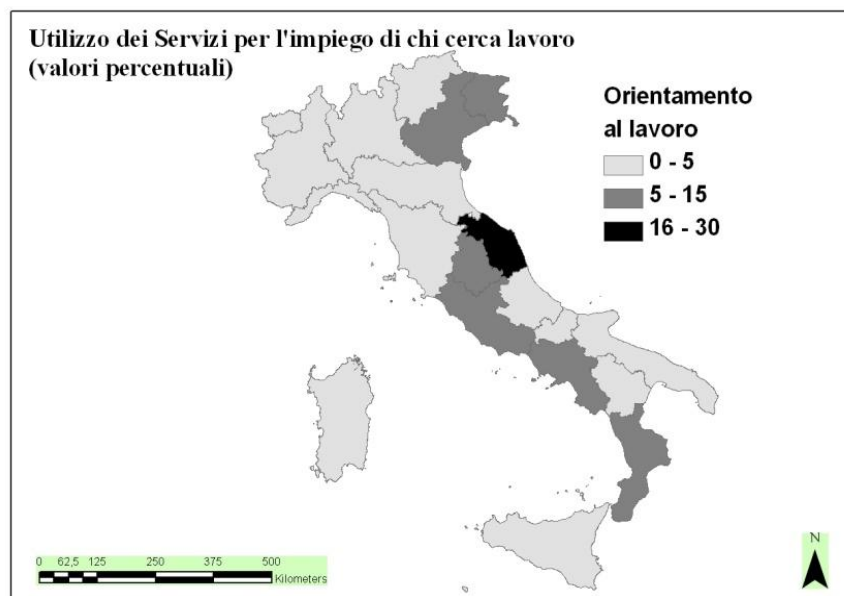 Utilizzo dei Servizi per l'impiego di chi cerca lavoro
(valori percentuali)
Orientamento
al lavoro
0 - 5
5 - 15
16 - 30
N
0 62,5 125 250 375 500
Kilometers